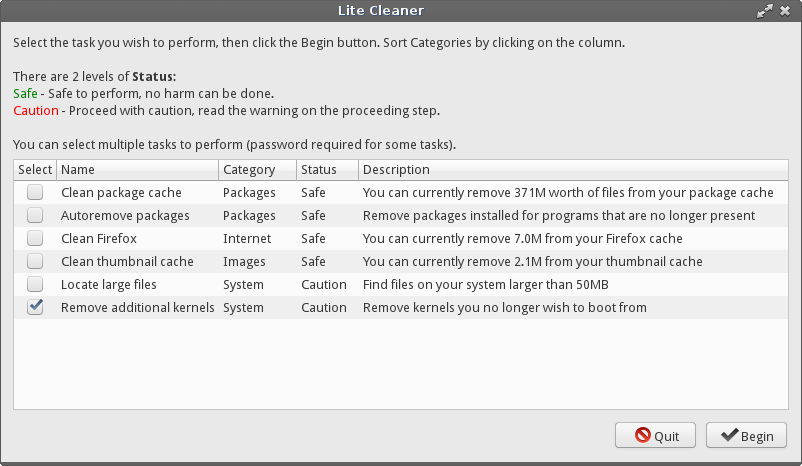 Lite Cleaner
Select the task you wish to perform, then click the Begin button. Sort Categories by clicking on the column.
There are 2 levels of Status:
Safe - Safe to perform, no harm can be done.
Caution - Proceed with caution, read the warning on the proceeding step.
You can select multiple tasks to perform (password required for some tasks).
Select Name Category Status Description
Clean package cache Packages Safe You can currently remove 371M worth of files from your package cache
Autoremove packages Packages Safe Remove packages installed for programs that are no longer present
Clean Firefox Internet Safe You can currently remove 7.0M from your Firefox cache
Clean thumbnail cache Images Safe You can currently remove 2.1M from your thumbnail cache
Locate large files System Caution Find files on your system larger than 50MB
Remove additional kernels System Caution Remove kernels you no longer wish to boot from
Quit Begin